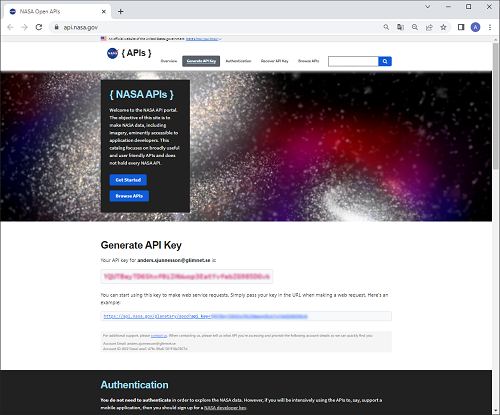 NASA Open APIs
api.nasa.gov
A
An official website of the United States government
NASA
{ APIs }
Overview
Generate API Key
Authentication
Recover API Key
Browse APIs
{ NASA APIs }
Welcome to the NASA API portal.
The objective of this site is to
make NASA data, including
imagery, eminently accessible to
application developers. This
catalog focuses on broadly useful
and user friendly APIs and does
not hold every NASA API.
Get Started
Browse APIs
Generate API Key
Your API key for anders.sjunnesson@glimnet.se is:
You can start using this key to make web service requests. Simply pass your key in the URL when making a web request. Here's an
example:
https://api.nasa.gov/planetary/apod?api_key=
For additional support, please contact us. When contacting us, please tell us what API you're accessing and provide the following account details so we can quickly find you:
Account Email: anders.sjunnesson@glimnet.se
Account ID:
Authentication
You do not need to authenticate in order to explore the NASA data. However, if you will be intensively using the APIs to, say, support a
mobile application, then you should sign up for a NASA developer key.